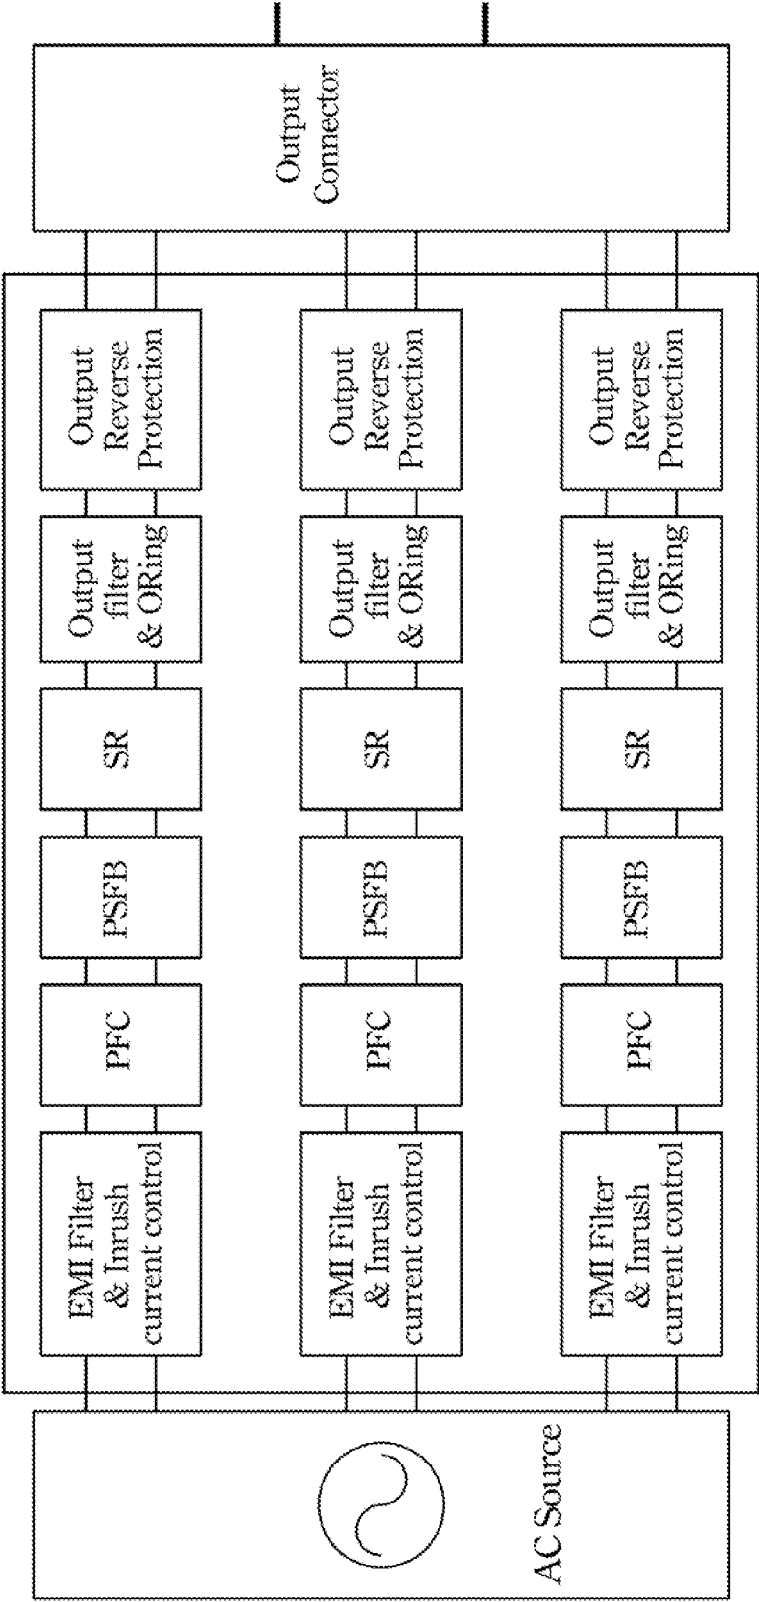 AC Source
EMI Filter
& Inrush
current control
PFC
PSFB
SR
Output
filter
& ORing
Output
Reverse
Protection
EMI Filter
& Inrush
current control
PFC
PSFB
SR
Output
filter
& ORing
Output
Reverse
Protection
EMI Filter
& Inrush
current control
PFC
PSFB
SR
Output
filter
& ORing
Output
Reverse
Protection
Output
Connector